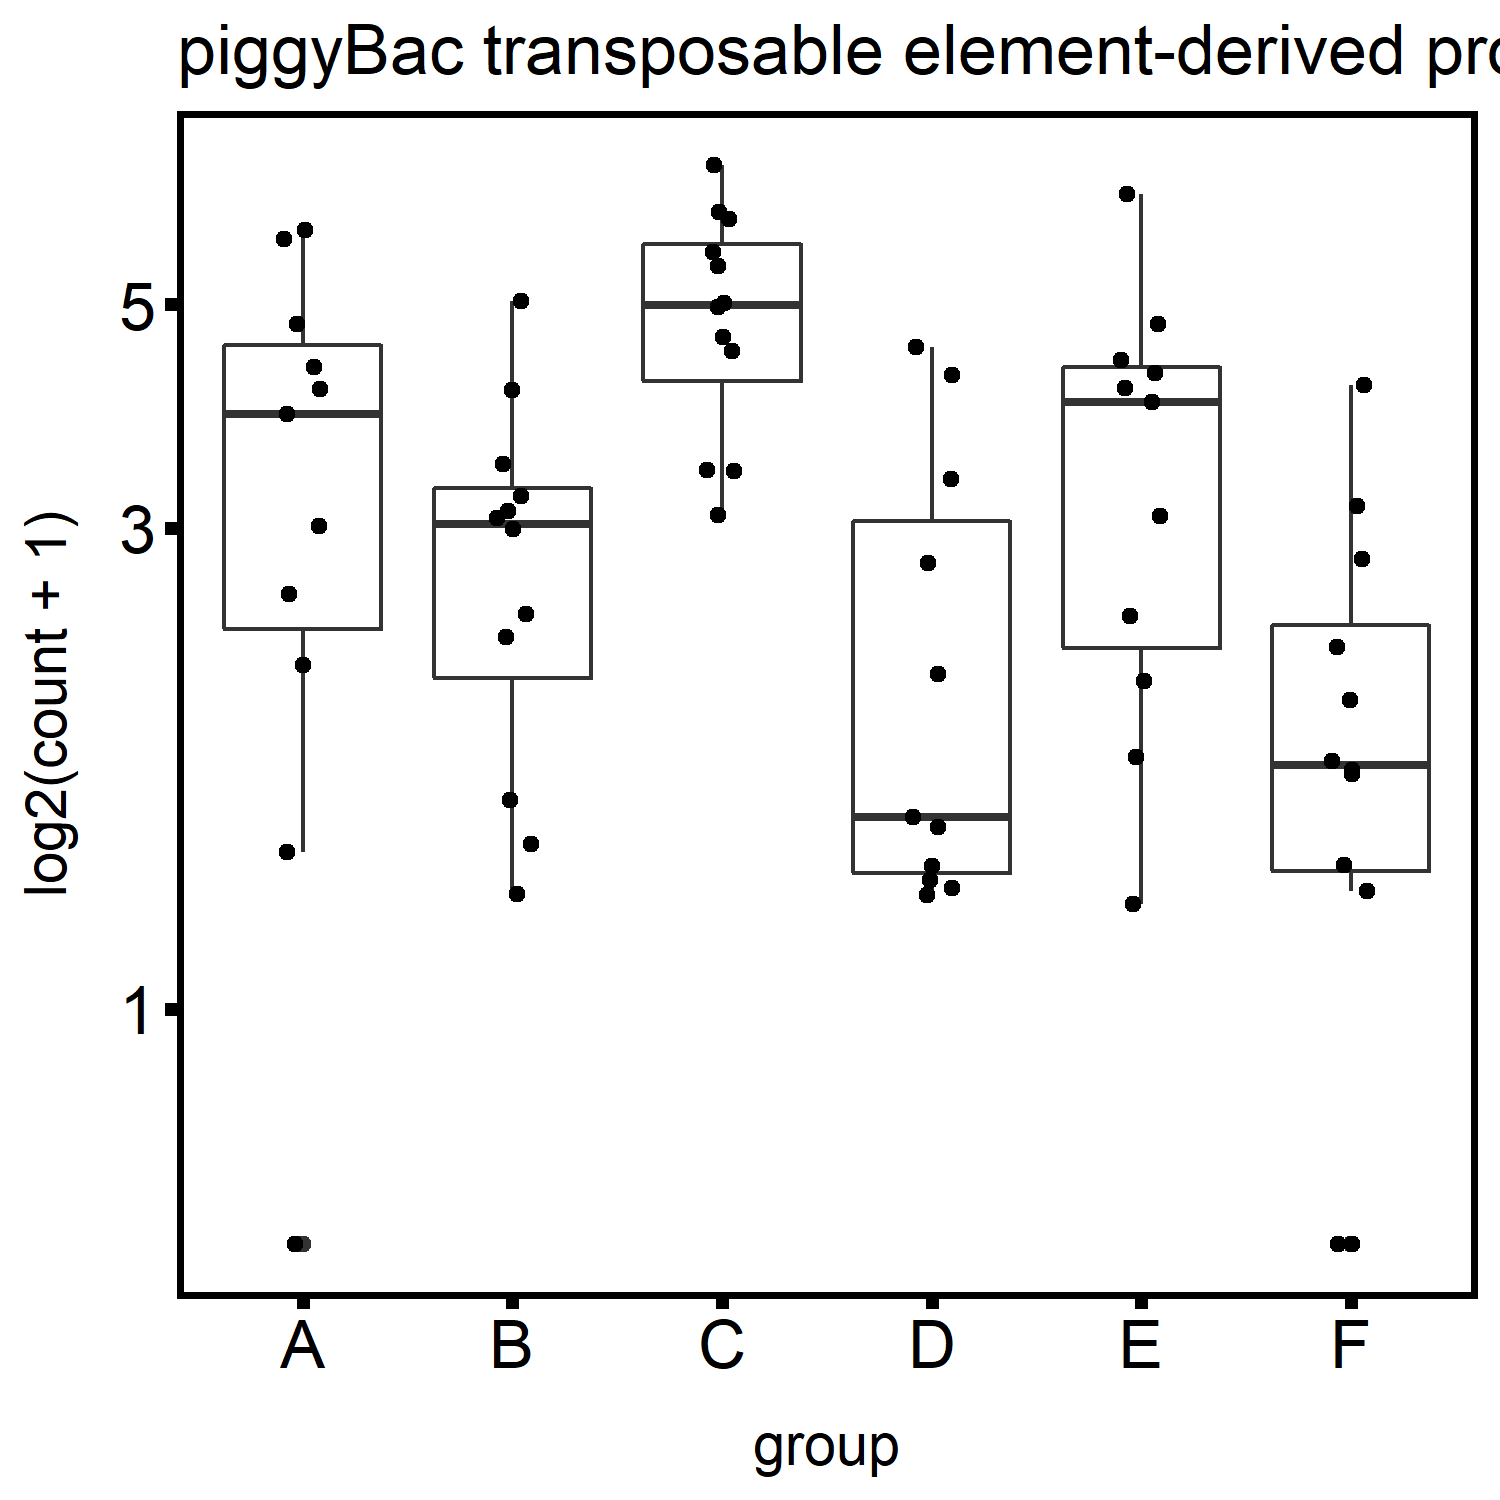 piggyBac transposable element-derived pro
log2(count + 1)
5
3
1
A B C D E F
group